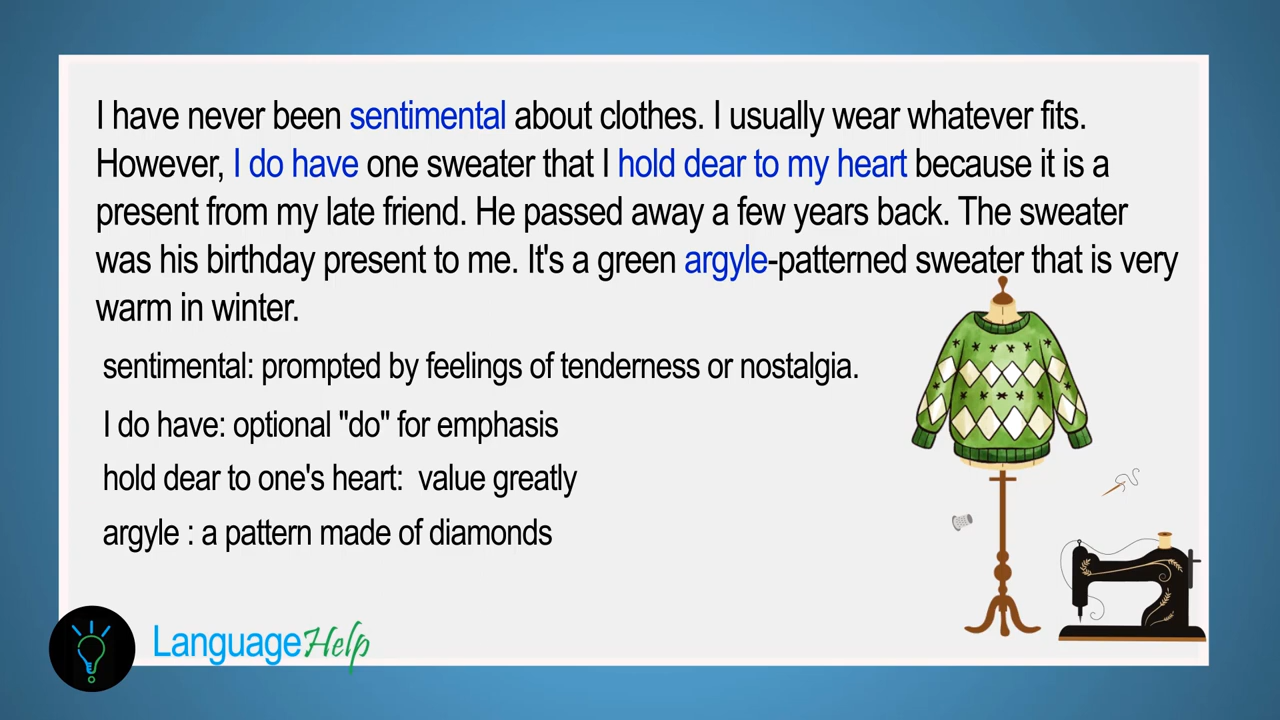 I have never been sentimental about clothes. I usually wear whatever fits.
However, I do have one sweater that I hold dear to my heart because it is a
present from my late friend. He passed away a few years back. The sweater
was his birthday present to me. It's a green argyle-patterned sweater that is very
warm in winter.
sentimental: prompted by feelings of tenderness or nostalgia.
I do have: optional "do" for emphasis
hold dear to one's heart:  value greatly
argyle : a pattern made of diamonds
LanguageHelp